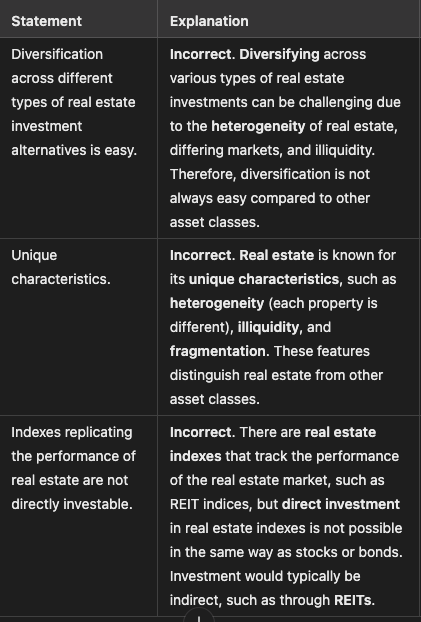 Statement Explanation
Diversification
across different
types of real estate
investment
alternatives is easy.
Incorrect. Diversifying across
various types of real estate
investments can be challenging due
to the heterogeneity of real estate,
differing markets, and illiquidity.
Therefore, diversification is not
always easy compared to other
asset classes.
Unique
characteristics.
Incorrect. Real estate is known for
its unique characteristics, such as
heterogeneity (each property is
different), illiquidity, and
fragmentation. These features
distinguish real estate from other
asset classes.
Indexes replicating
the performance of
real estate are not
directly investable.
Incorrect. There are real estate
indexes that track the performance
of the real estate market, such as
REIT indices, but direct investment
in real estate indexes is not possible
in the same way as stocks or bonds.
Investment would typically be
indirect, such as through REITs.